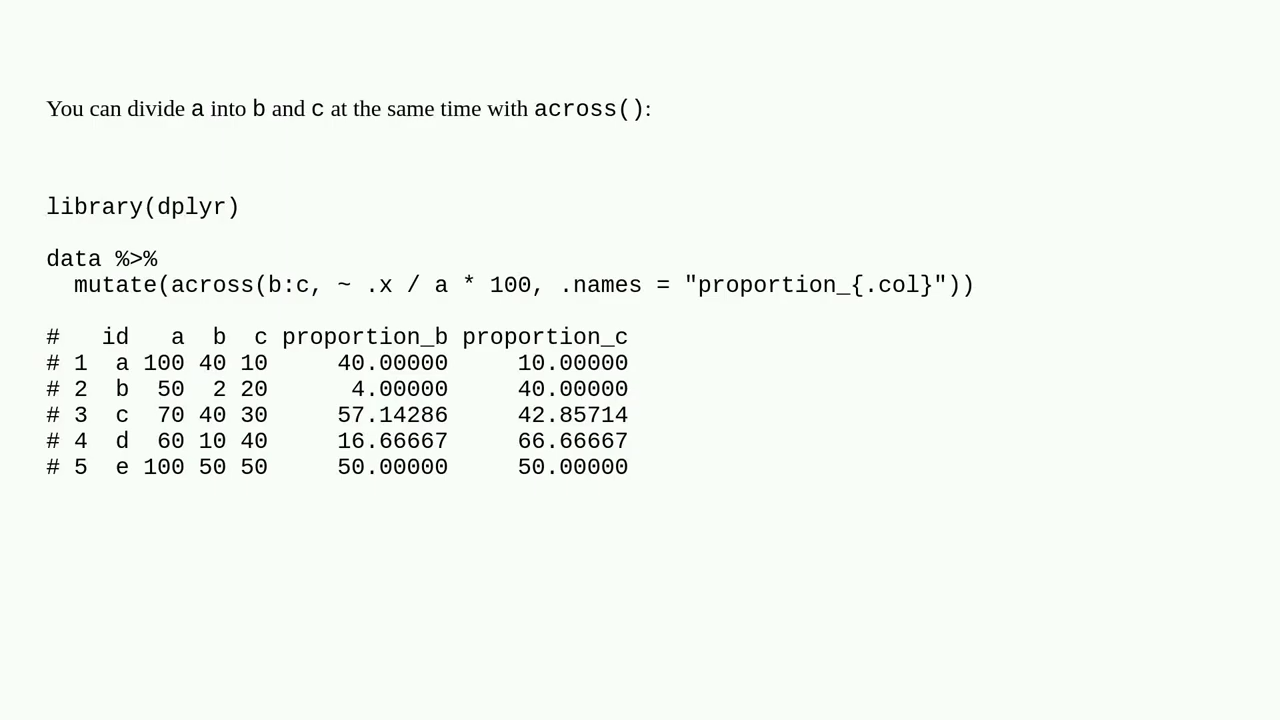 You can divide a into b and c at the same time with across():
library(dplyr)
data %>%
  mutate(across(b:c, ~ .x / a * 100, .names = "proportion_{.col}"))
#   id   a  b  c proportion_b proportion_c
# 1  a 100 40 10     40.00000     10.00000
# 2  b  50  2 20      4.00000     40.00000
# 3  c  70 40 30     57.14286     42.85714
# 4  d  60 10 40     16.66667     66.66667
# 5  e 100 50 50     50.00000     50.00000